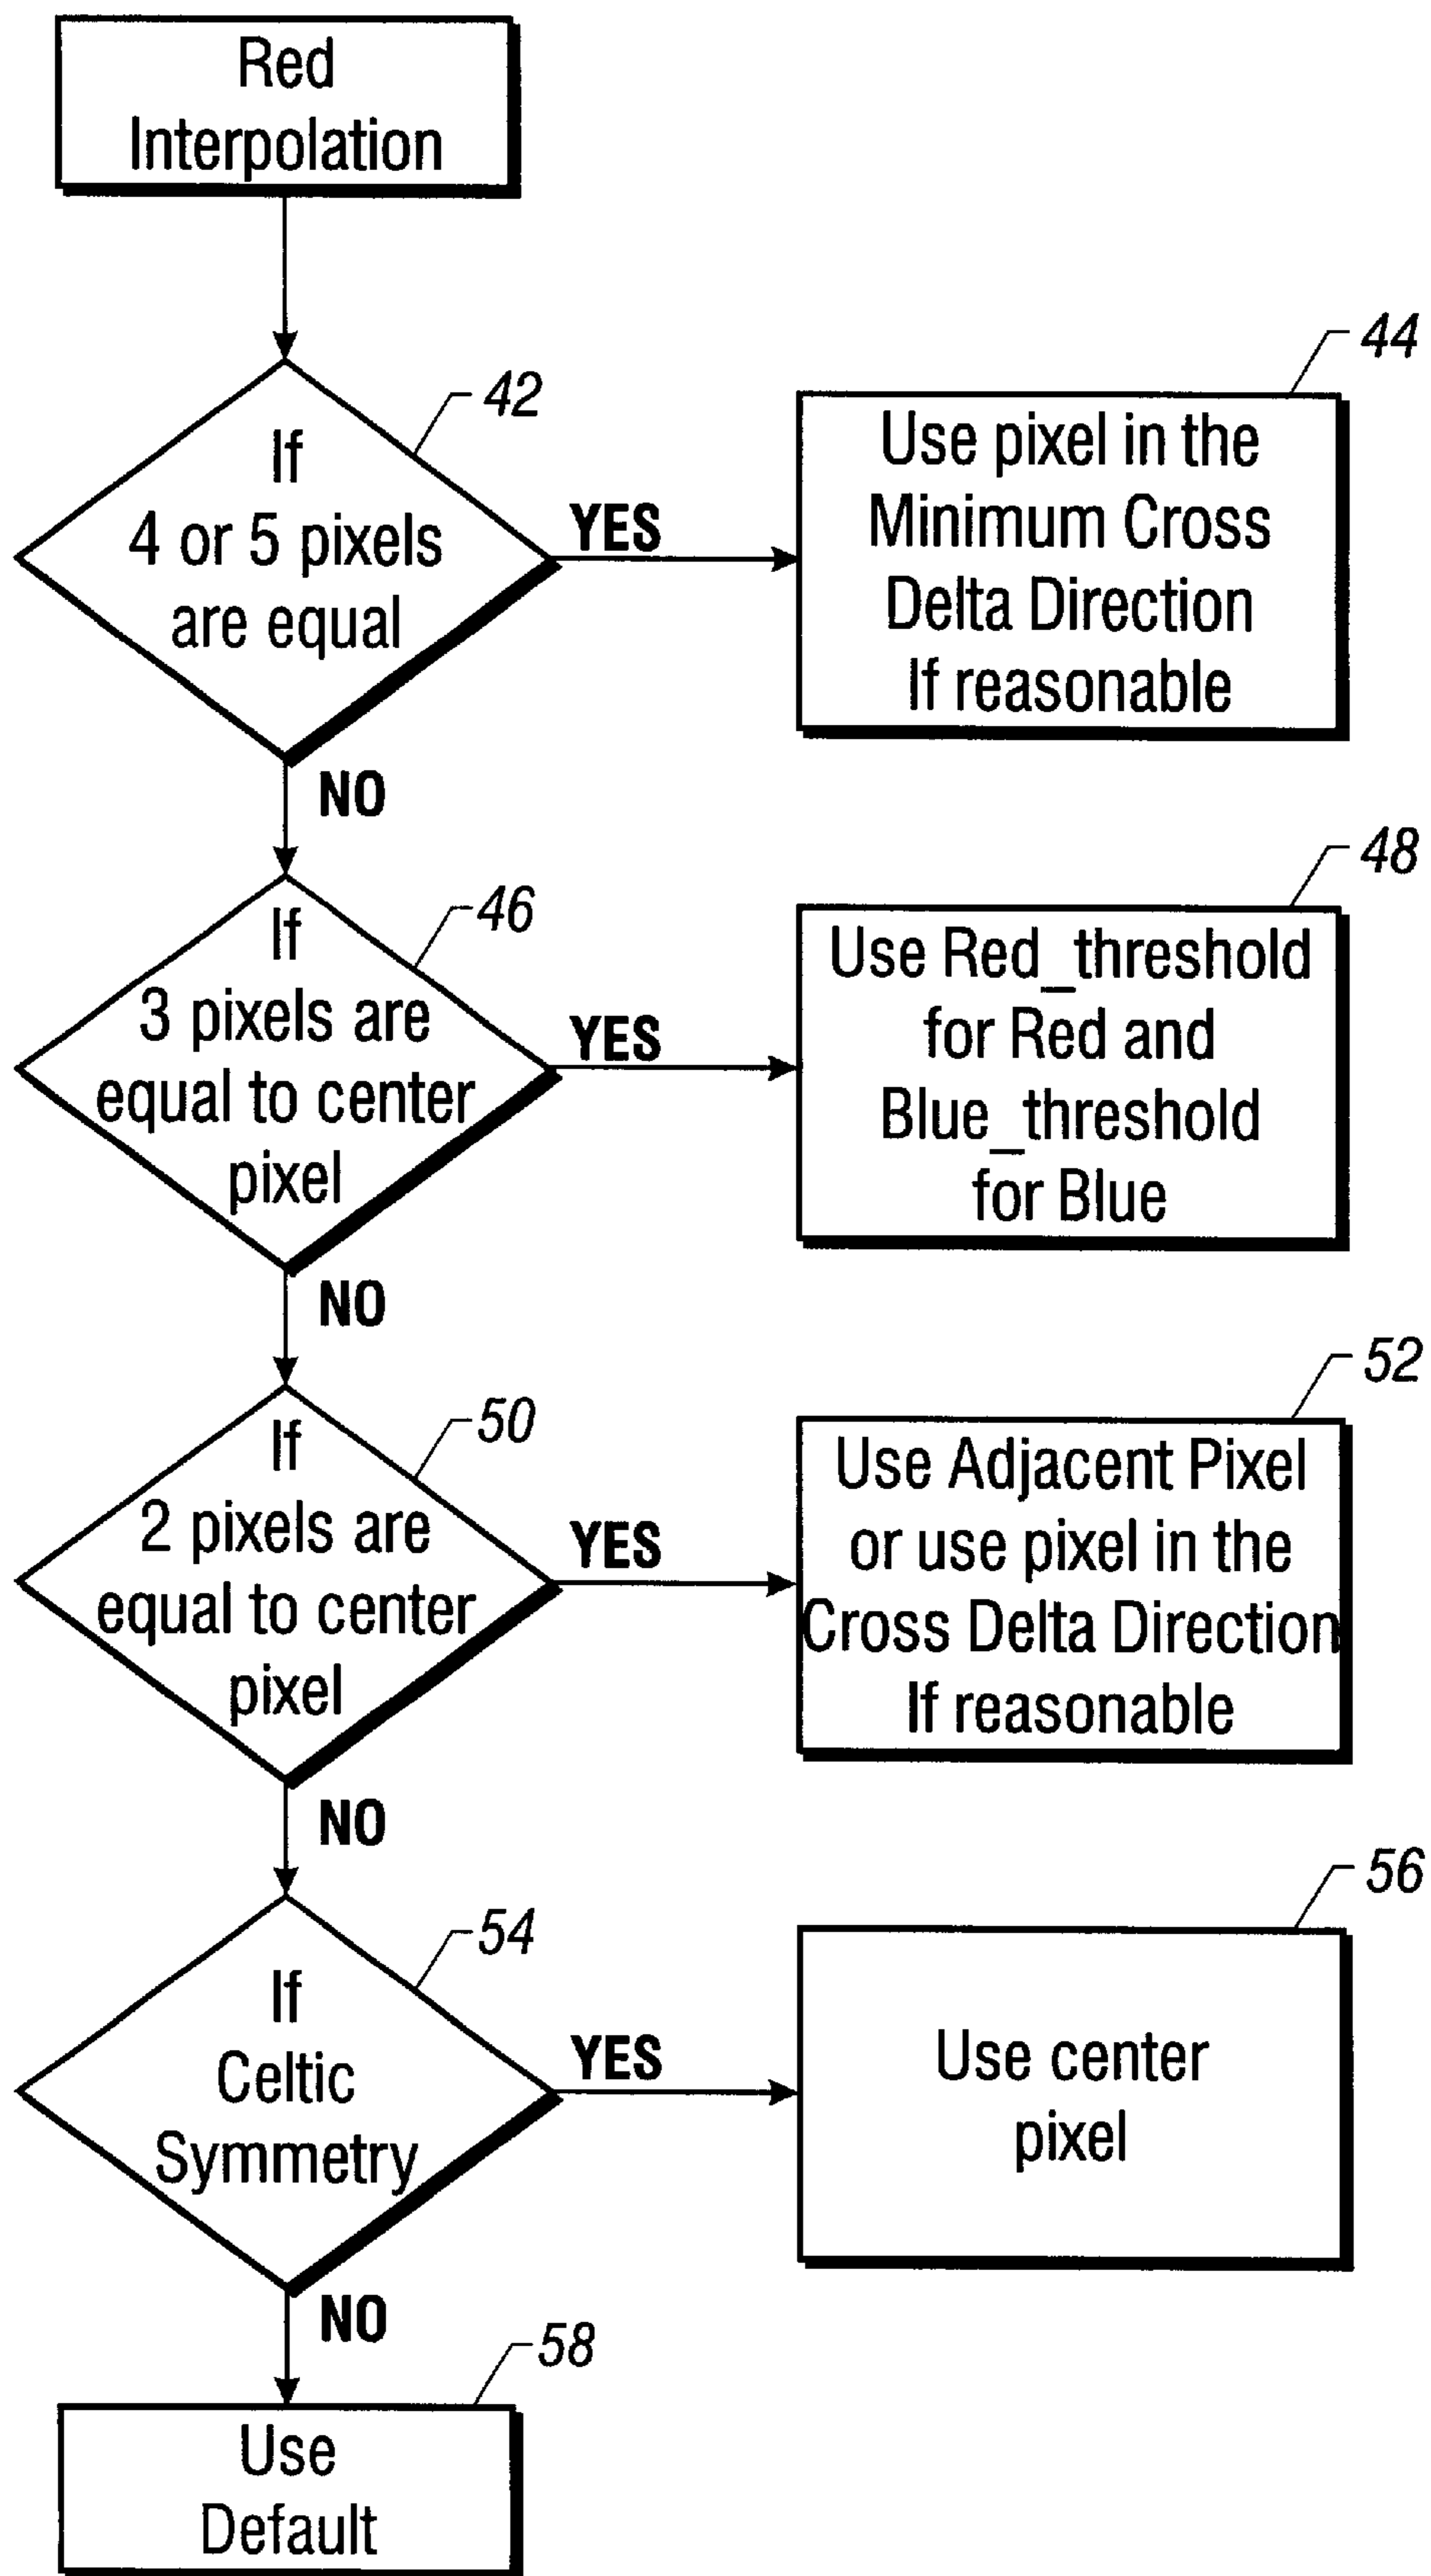 Red
Interpolation
44
42
If
4 or 5 pixels
are equal
YES
Use pixel in the
Minimum Cross
Delta Direction
If reasonable
NO
48
46
If
3 pixels are
equal to center
pixel
YES
Use Red_threshold
for Red and
Blue_threshold
for Blue
NO
52
50
If
2 pixels are
equal to center
pixel
YES
Use Adjacent Pixel
or use pixel in the
Cross Delta Direction
If reasonable
NO
56
54
If
Celtic
Symmetry
YES
Use center
pixel
NO
58
Use
Default